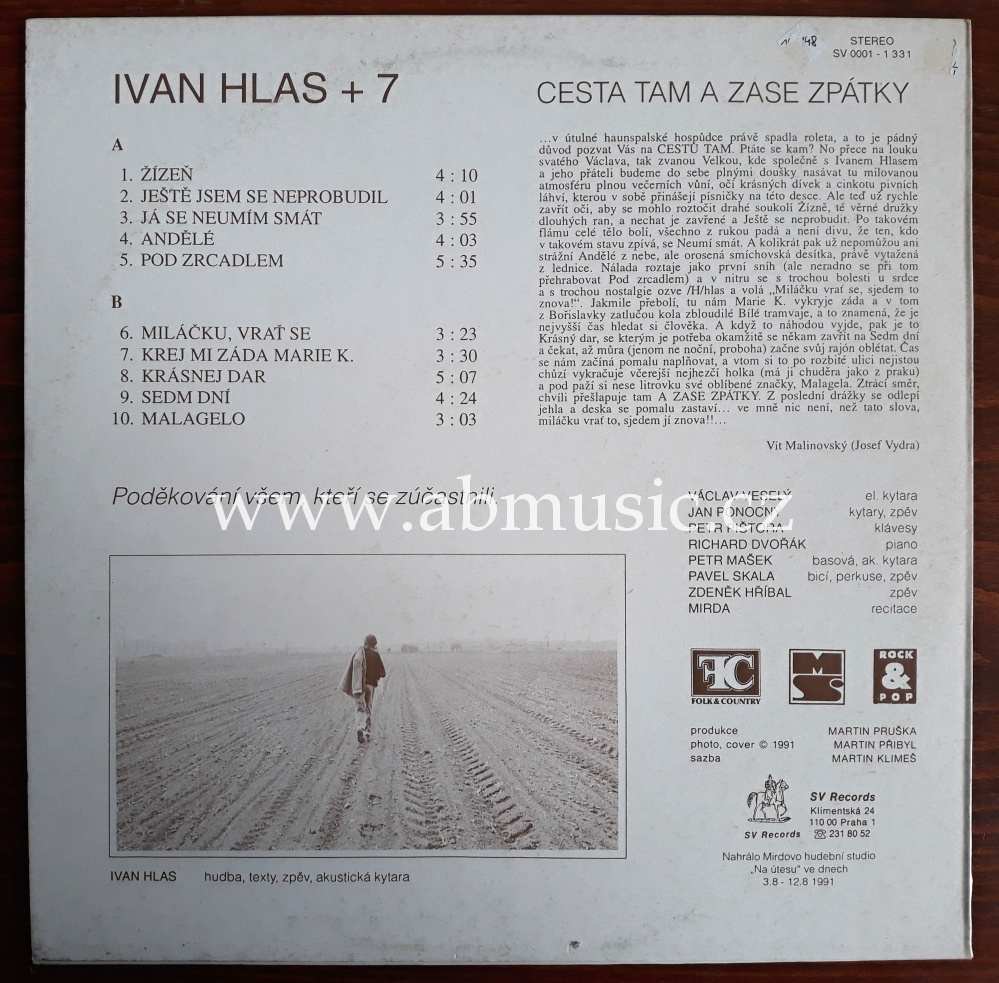 STEREO
SV 0001 - 1 331
IVAN HLAS + 7
CESTA TAM A ZASE ZPÁTKY
A
1. ŽÍZEŇ 4 : 10
2. JEŠTĚ JSEM SE NEPROBUDIL 4 : 01
3. JÁ SE NEUMÍM SMÁT 3 : 55
4. ANDĚLÉ 4 : 03
5. POD ZRCADLEM 5 : 35
B
6. MILÁČKU, VRAŤ SE 3 : 23
7. KREJ MI ZÁDA MARIE K. 3 : 30
8. KRÁSNEJ DAR 5 : 07
9. SEDM DNÍ 4 : 24
10. MALAGELO 3 : 03
...v útulné haunspalské hospůdce právě spadla roleta, a to je pádný
důvod pozvat Vás na CESTU TAM. Ptáte se kam? No přece na louku
svatého Václava, tak zvanou Velkou, kde společně s Ivanem Hlasem
a jeho přáteli budeme do sebe plnými doušky nasávat tu milovanou
atmosféru plnou večerních vůní, očí krásných dívek a cinkotu pivních
láhví, kterou v sobě přinášejí písničky na této desce. Ale teď už rychle
zavřít oči, aby se mohlo roztočit drahé soukolí Žízně, té věrné družky
dlouhých ran, a nechat je zavřené a Ještě se neprobudit. Po takovém
flámu celé tělo bolí, všechno z rukou padá a není divu, že ten, kdo
v takovém stavu zpívá, se Neumí smát. A kolikrát pak už nepomůžou ani
strážní Andělé z nebe, ale orosená smíchovská desítka, právě vytažená
z lednice. Nálada roztaje jako první sníh (ale neradno se při tom
přehrabovat Pod zrcadlem) a v nitru se s trochou bolesti u srdce
a s trochou nostalgie ozve /H/hlas a volá „Miláčku vrať se, sjedem to
znova!“. Jakmile přebolí, tu nám Marie K. vykryje záda a v tom
z Bořislavky zatlučou kola zbloudilé Bílé tramvaje, a to znamená, že je
nejvyšší čas hledat si člověka. A když to náhodou vyjde, pak je to
Krásný dar, se kterým je potřeba okamžitě se někam zavřít na Sedm dní
a čekat, až můra (jenom ne noční, proboha) začne svůj rajón oblétat. Čas
se nám začíná pomalu naplňovat, a vtom si to po rozbité ulici nejistou
chůzí vykračuje včerejší nejhezčí holka (má ji chuděra jako z praku)
a pod paží si nese litrovku své oblíbené značky, Malagela. Ztrácí směr,
chvíli přešlapuje tam A ZASE ZPÁTKY. Z poslední drážky se odlepí
jehla a deska se pomalu zastaví... ve mně nic není, než tato slova,
miláčku vrať to, sjedem jí znova!!...
Vít Malinovský (Josef Vydra)
Poděkování všem, kteří se zúčastnili.
www.abmusic.cz
VÁCLAV VESELÝ el. kytara
JAN PONOCNÝ kytary, zpěv
PETR PIŠTORA klávesy
RICHARD DVOŘÁK piano
PETR MAŠEK basová, ak. kytara
PAVEL SKALA bicí, perkuse, zpěv
ZDENĚK HŘÍBAL zpěv
MIRDA recitace
FC
FOLK & COUNTRY
MS
ROCK
&
POP
produkce MARTIN PRUŠKA
photo, cover © 1991 MARTIN PŘIBYL
sazba MARTIN KLIMEŠ
SV Records
SV Records
Klimentská 24
110 00 Praha 1
☏ 231 80 52
Nahrálo Mirdovo hudební studio
„Na útesu“ ve dnech
3.8 - 12.8 1991
IVAN HLAS hudba, texty, zpěv, akustická kytara